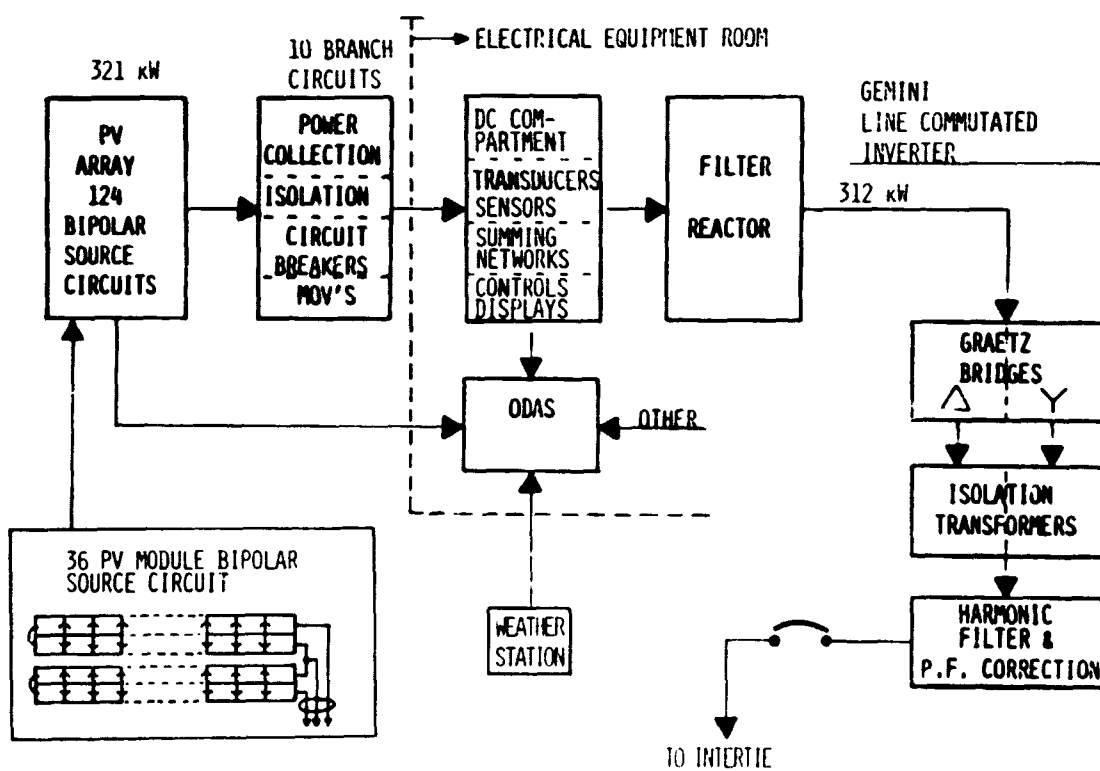 ELECTRICAL EQUIPMENT ROOM
321 KW
10 BRANCH
CIRCUITS
PV
ARRAY
124
BIPOLAR
SOURCE
CIRCUITS
POWER
COLLECTION
ISOLATION
CIRCUIT
BREAKERS
MOV'S
DC COM-
PARTMENT
TRANSDUCERS
SENSORS
SUMMING
NETWORKS
CONTROLS
DISPLAYS
FILTER
REACTOR
GEMINI
LINE COMMUTATED
INVERTER
312 KW
GRAETZ
BRIDGES
Δ Y
ODAS
OTHER
ISOLATION
TRANSFORMERS
36 PV MODULE BIPOLAR
SOURCE CIRCUIT
WEATHER
STATION
HARMONIC
FILTER &
P.F. CORRECTION
TO INTERTIE